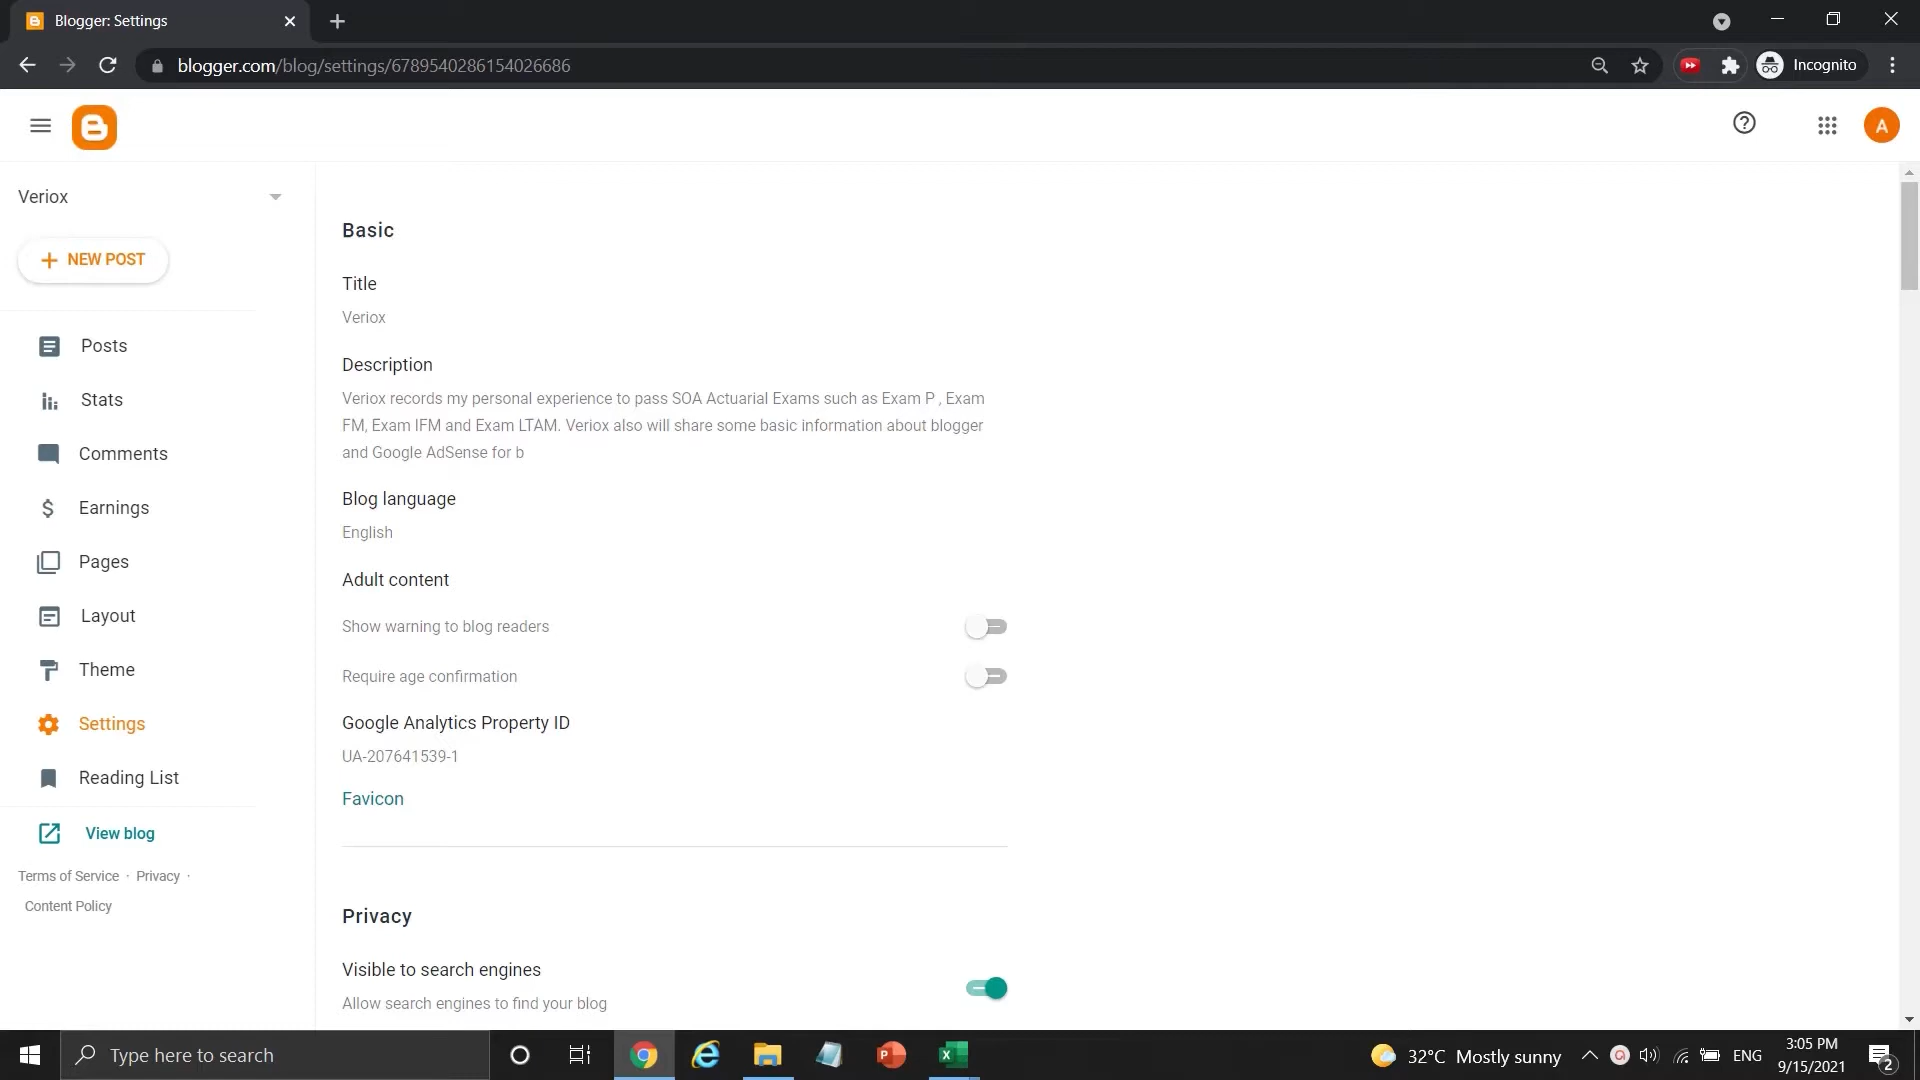 Blogger: Settings
blogger.com/blog/settings/6789540286154026686
Incognito
A
Veriox
NEW POST
Posts
Stats
Comments
Earnings
Pages
Layout
Theme
Settings
Reading List
View blog
Terms of Service · Privacy ·
Content Policy
Basic
Title
Veriox
Description
Veriox records my personal experience to pass SOA Actuarial Exams such as Exam P , Exam
FM, Exam IFM and Exam LTAM. Veriox also will share some basic information about blogger
and Google AdSense for b
Blog language
English
Adult content
Show warning to blog readers
Require age confirmation
Google Analytics Property ID
UA-207641539-1
Favicon
Privacy
Visible to search engines
Allow search engines to find your blog
Type here to search
32°C Mostly sunny
ENG
3:05 PM
9/15/2021
2